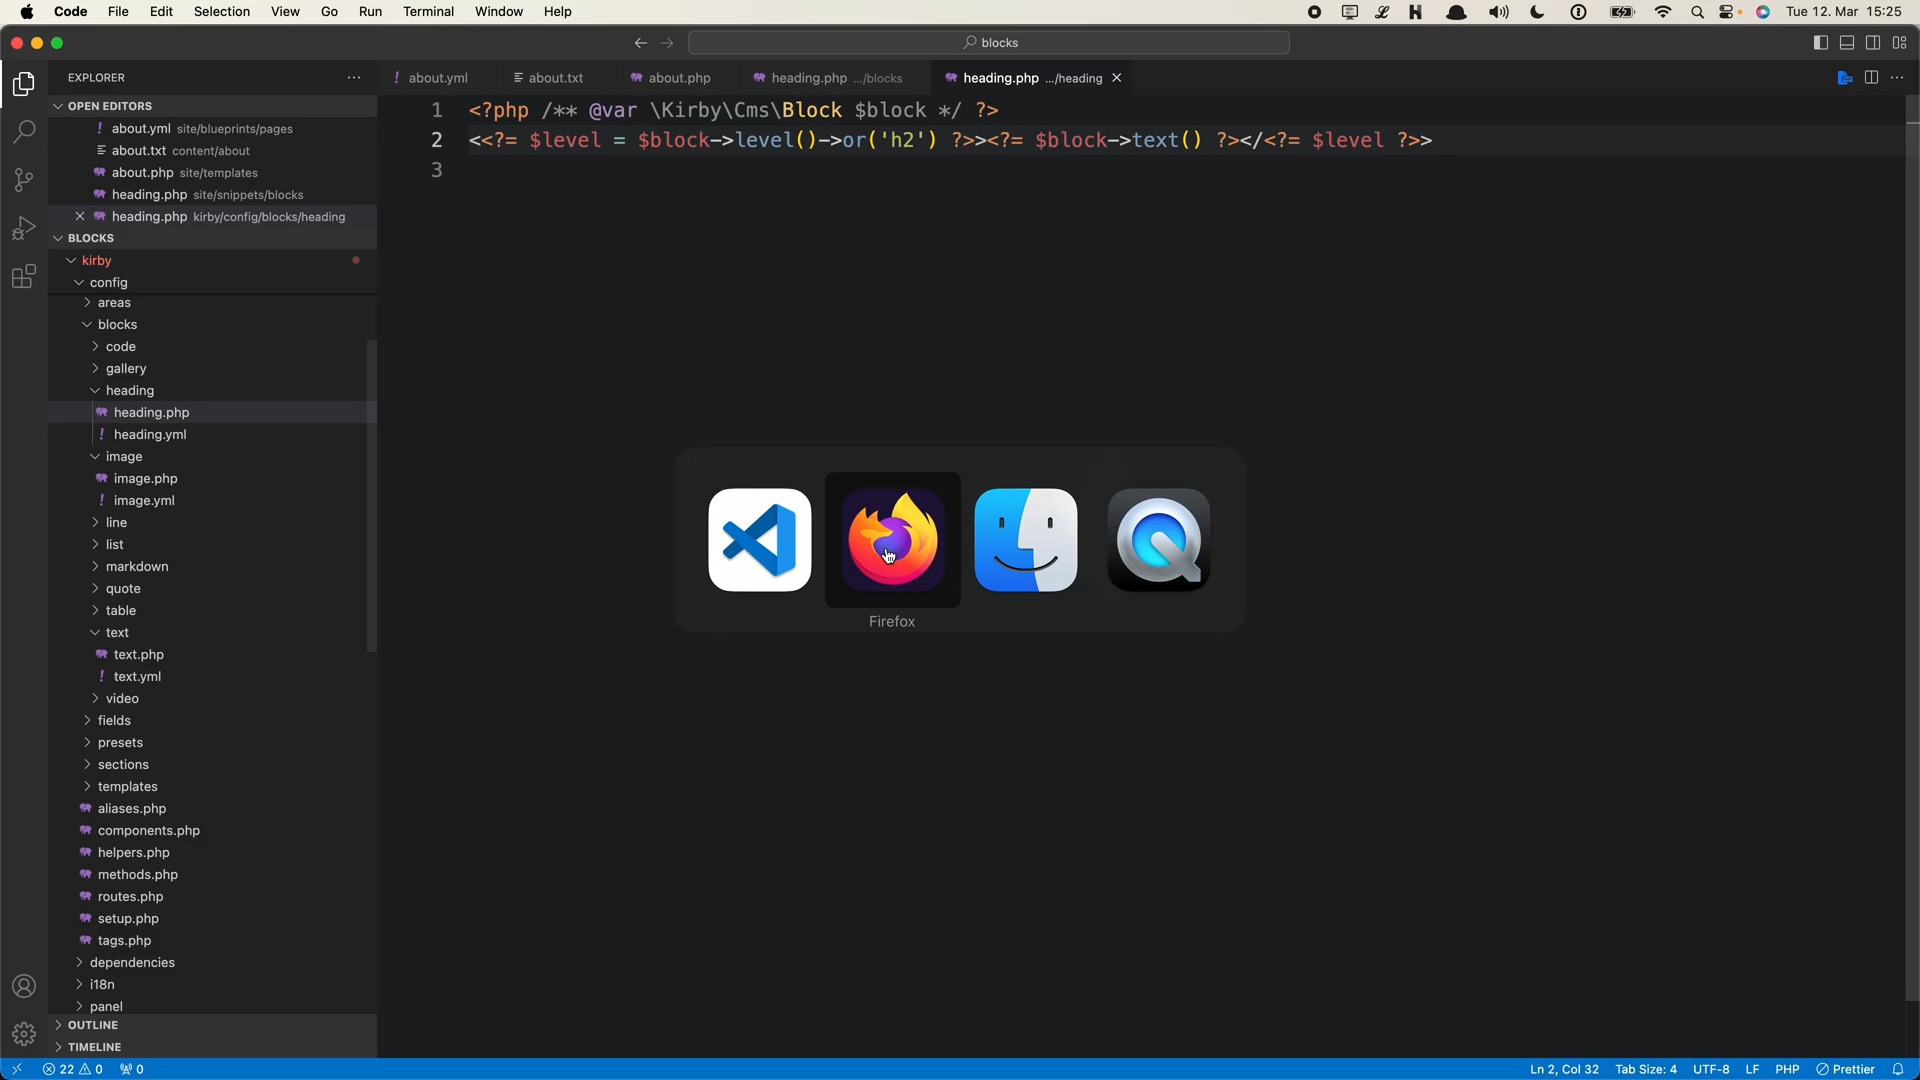 Code File Edit Selection View Go Run Terminal Window Help Tue 12. Mar 15:25
blocks
EXPLORER
OPEN EDITORS
about.yml site/blueprints/pages
about.txt content/about
about.php site/templates
heading.php site/snippets/blocks
heading.php kirby/config/blocks/heading
BLOCKS
kirby
config
areas
blocks
code
gallery
heading
heading.php
heading.yml
image
image.php
image.yml
line
list
markdown
quote
table
text
text.php
text.yml
video
fields
presets
sections
templates
aliases.php
components.php
helpers.php
methods.php
routes.php
setup.php
tags.php
dependencies
i18n
panel
OUTLINE
TIMELINE
about.yml about.txt about.php heading.php .../blocks heading.php .../heading
1 <?php /** @var \Kirby\Cms\Block $block */ ?>
2 <<?= $level = $block->level()->or('h2') ?>><?= $block->text() ?></<?= $level ?>>
3
Firefox
22 0 0 Ln 2, Col 32 Tab Size: 4 UTF-8 LF PHP Prettier